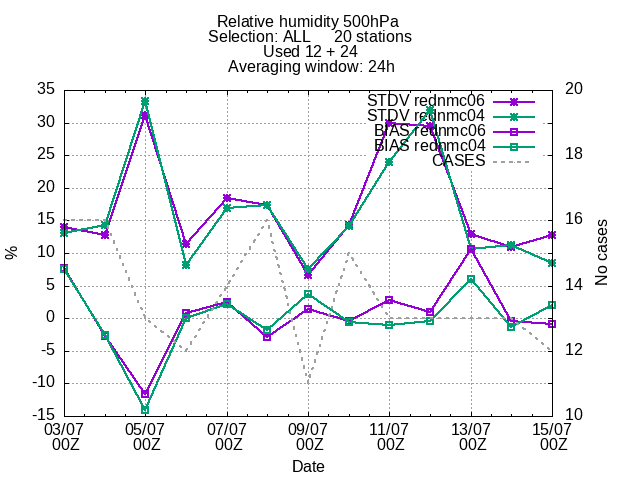 Relative humidity 500hPa
Selection: ALL 20 stations
Used 12 + 24
Averaging window: 24h
STDV rednmc06
STDV rednmc04
BIAS rednmc06
BIAS rednmc04
CASES
35
30
25
20
15
10
5
0
-5
-10
-15
%
20
18
16
14
12
10
No cases
03/07 05/07 07/07 09/07 11/07 13/07 15/07
00Z 00Z 00Z 00Z 00Z 00Z 00Z
Date